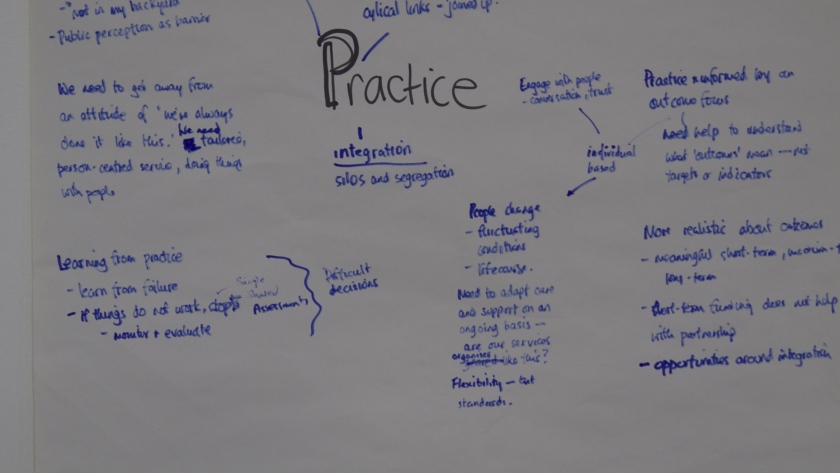 - "not in my backyard
- Public perception as barrier
cylical links - joined up.
Practice
We need to get away from
an attitude of 'we've always
done it like this.' We need
tailored,
person-centred service, doing things
with people
integration
silos and segregation
Engage with people
- conversation, trust
individual
based
Practice informed by an
outcome focus
need help to understand
what 'outcomes' mean — not
targets or indicators
People change
- fluctuating
conditions
- lifecourse.
Need to adapt care
and support on an
ongoing basis —
are our services
organised
like this?
Flexibility — but
standards.
More realistic about outcomes
- meaningful short-term, medium-t
long-term
- short-term funding does not help
with partnership
- opportunities around integration
Learning from practice
- learn from failure
- if things do not work, stop
- monitor + evaluate
Single
Shared
Assessments
Difficult
decisions